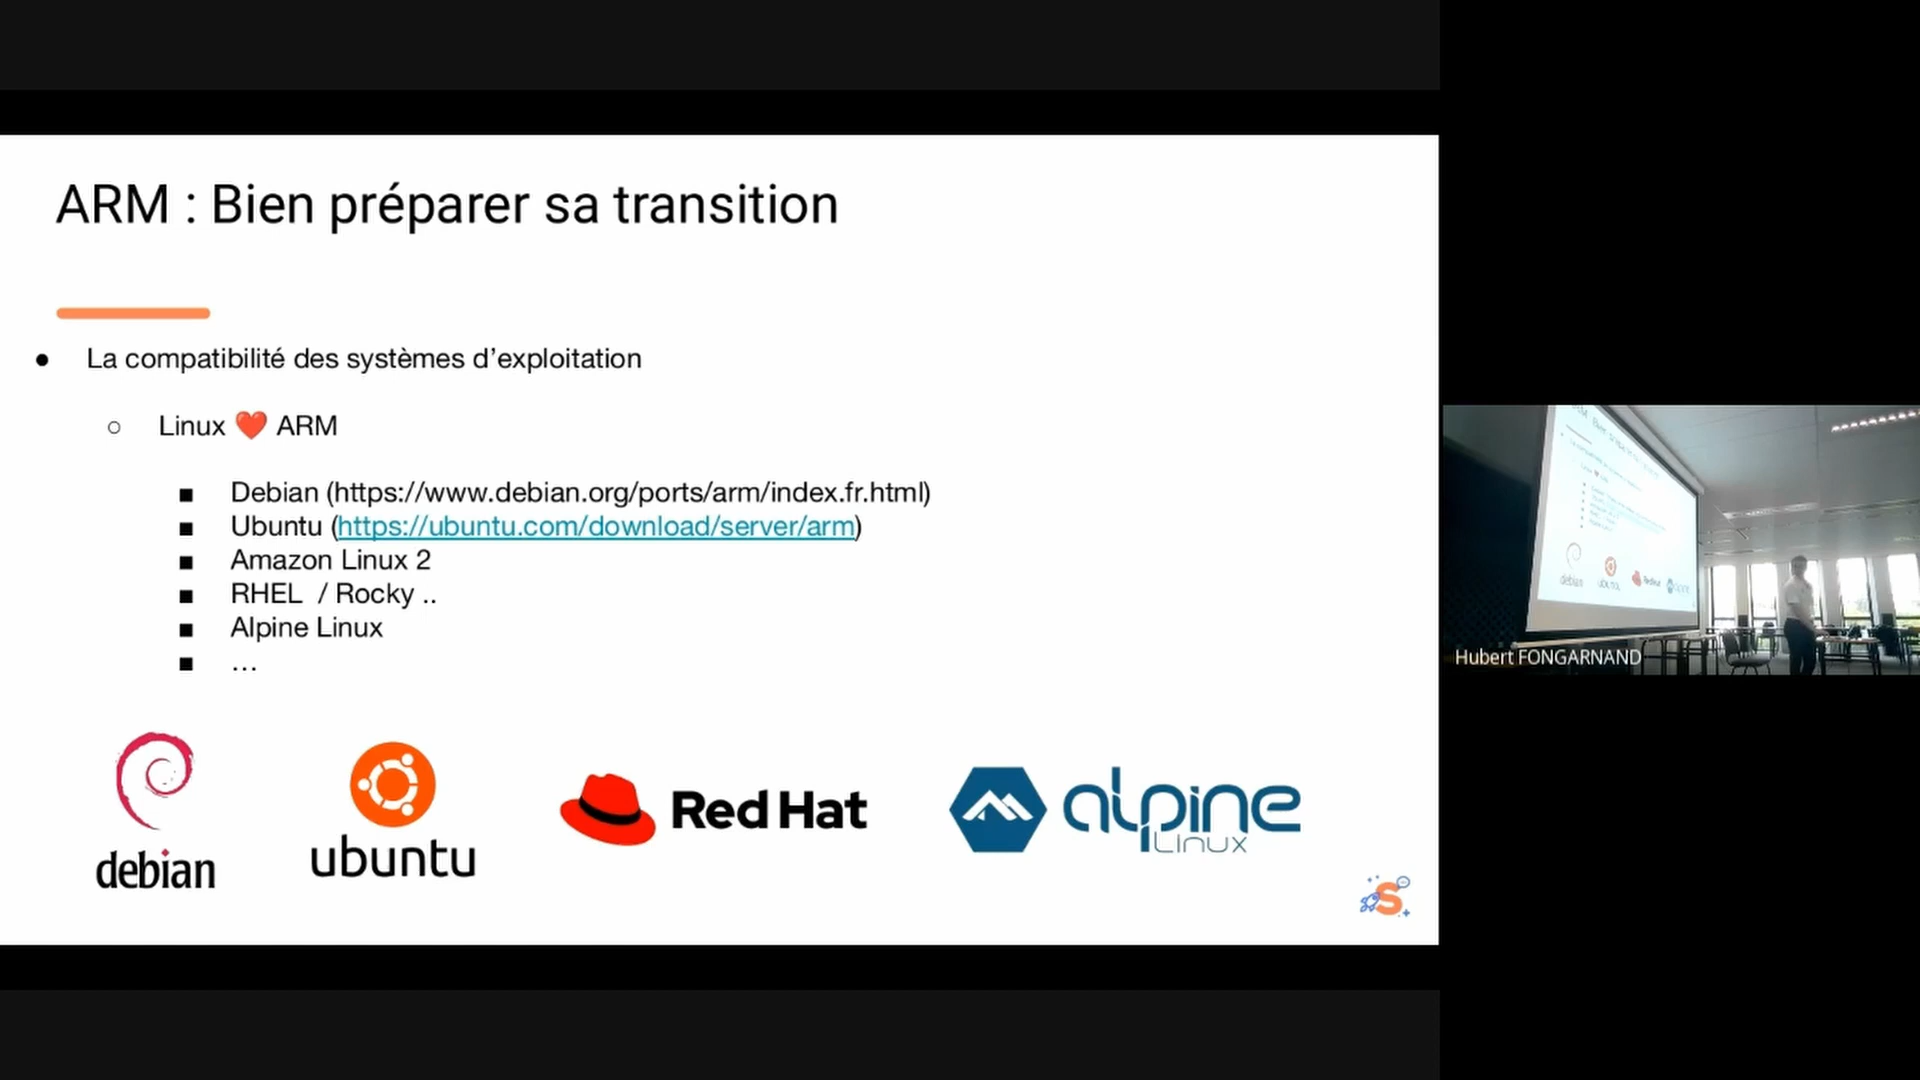 ARM : Bien préparer sa transition
● La compatibilité des systèmes d’exploitation
○ Linux ❤️ ARM
■ Debian (https://www.debian.org/ports/arm/index.fr.html)
■ Ubuntu (https://ubuntu.com/download/server/arm)
■ Amazon Linux 2
■ RHEL  / Rocky ..
■ Alpine Linux
■ …
debian
ubuntu
Red Hat
alpine
Linux
S
Hubert FONGARNAND